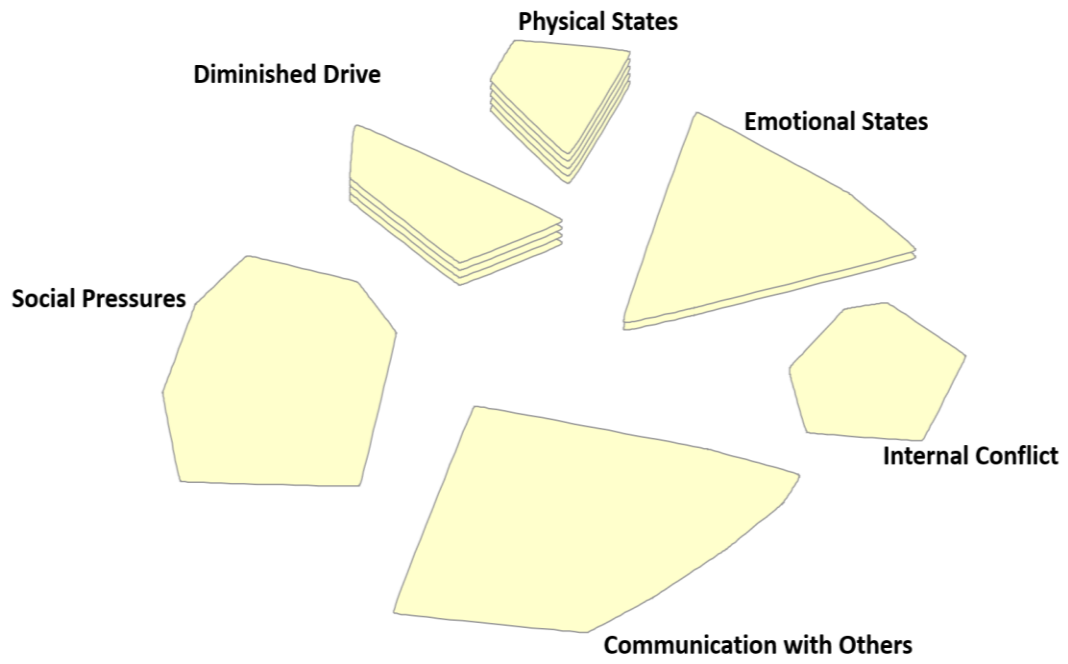 Physical States
Diminished Drive
Emotional States
Social Pressures
Internal Conflict
Communication with Others